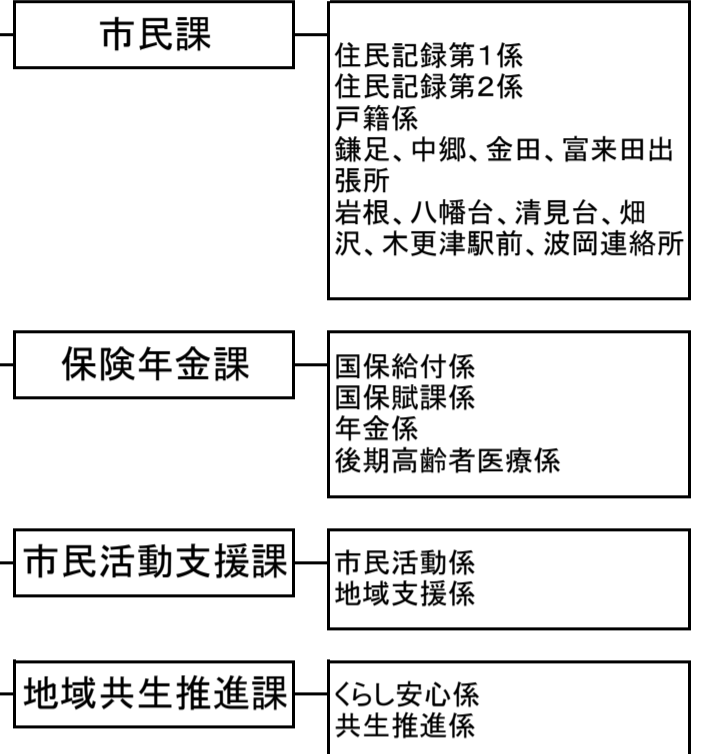 市民課
住民記録第1係
住民記録第2係
戸籍係
鎌足、中郷、金田、富来田出
張所
岩根、八幡台、清見台、畑
沢、木更津駅前、波岡連絡所
保険年金課
国保給付係
国保賦課係
年金係
後期高齢者医療係
市民活動支援課
市民活動係
地域支援係
地域共生推進課
くらし安心係
共生推進係